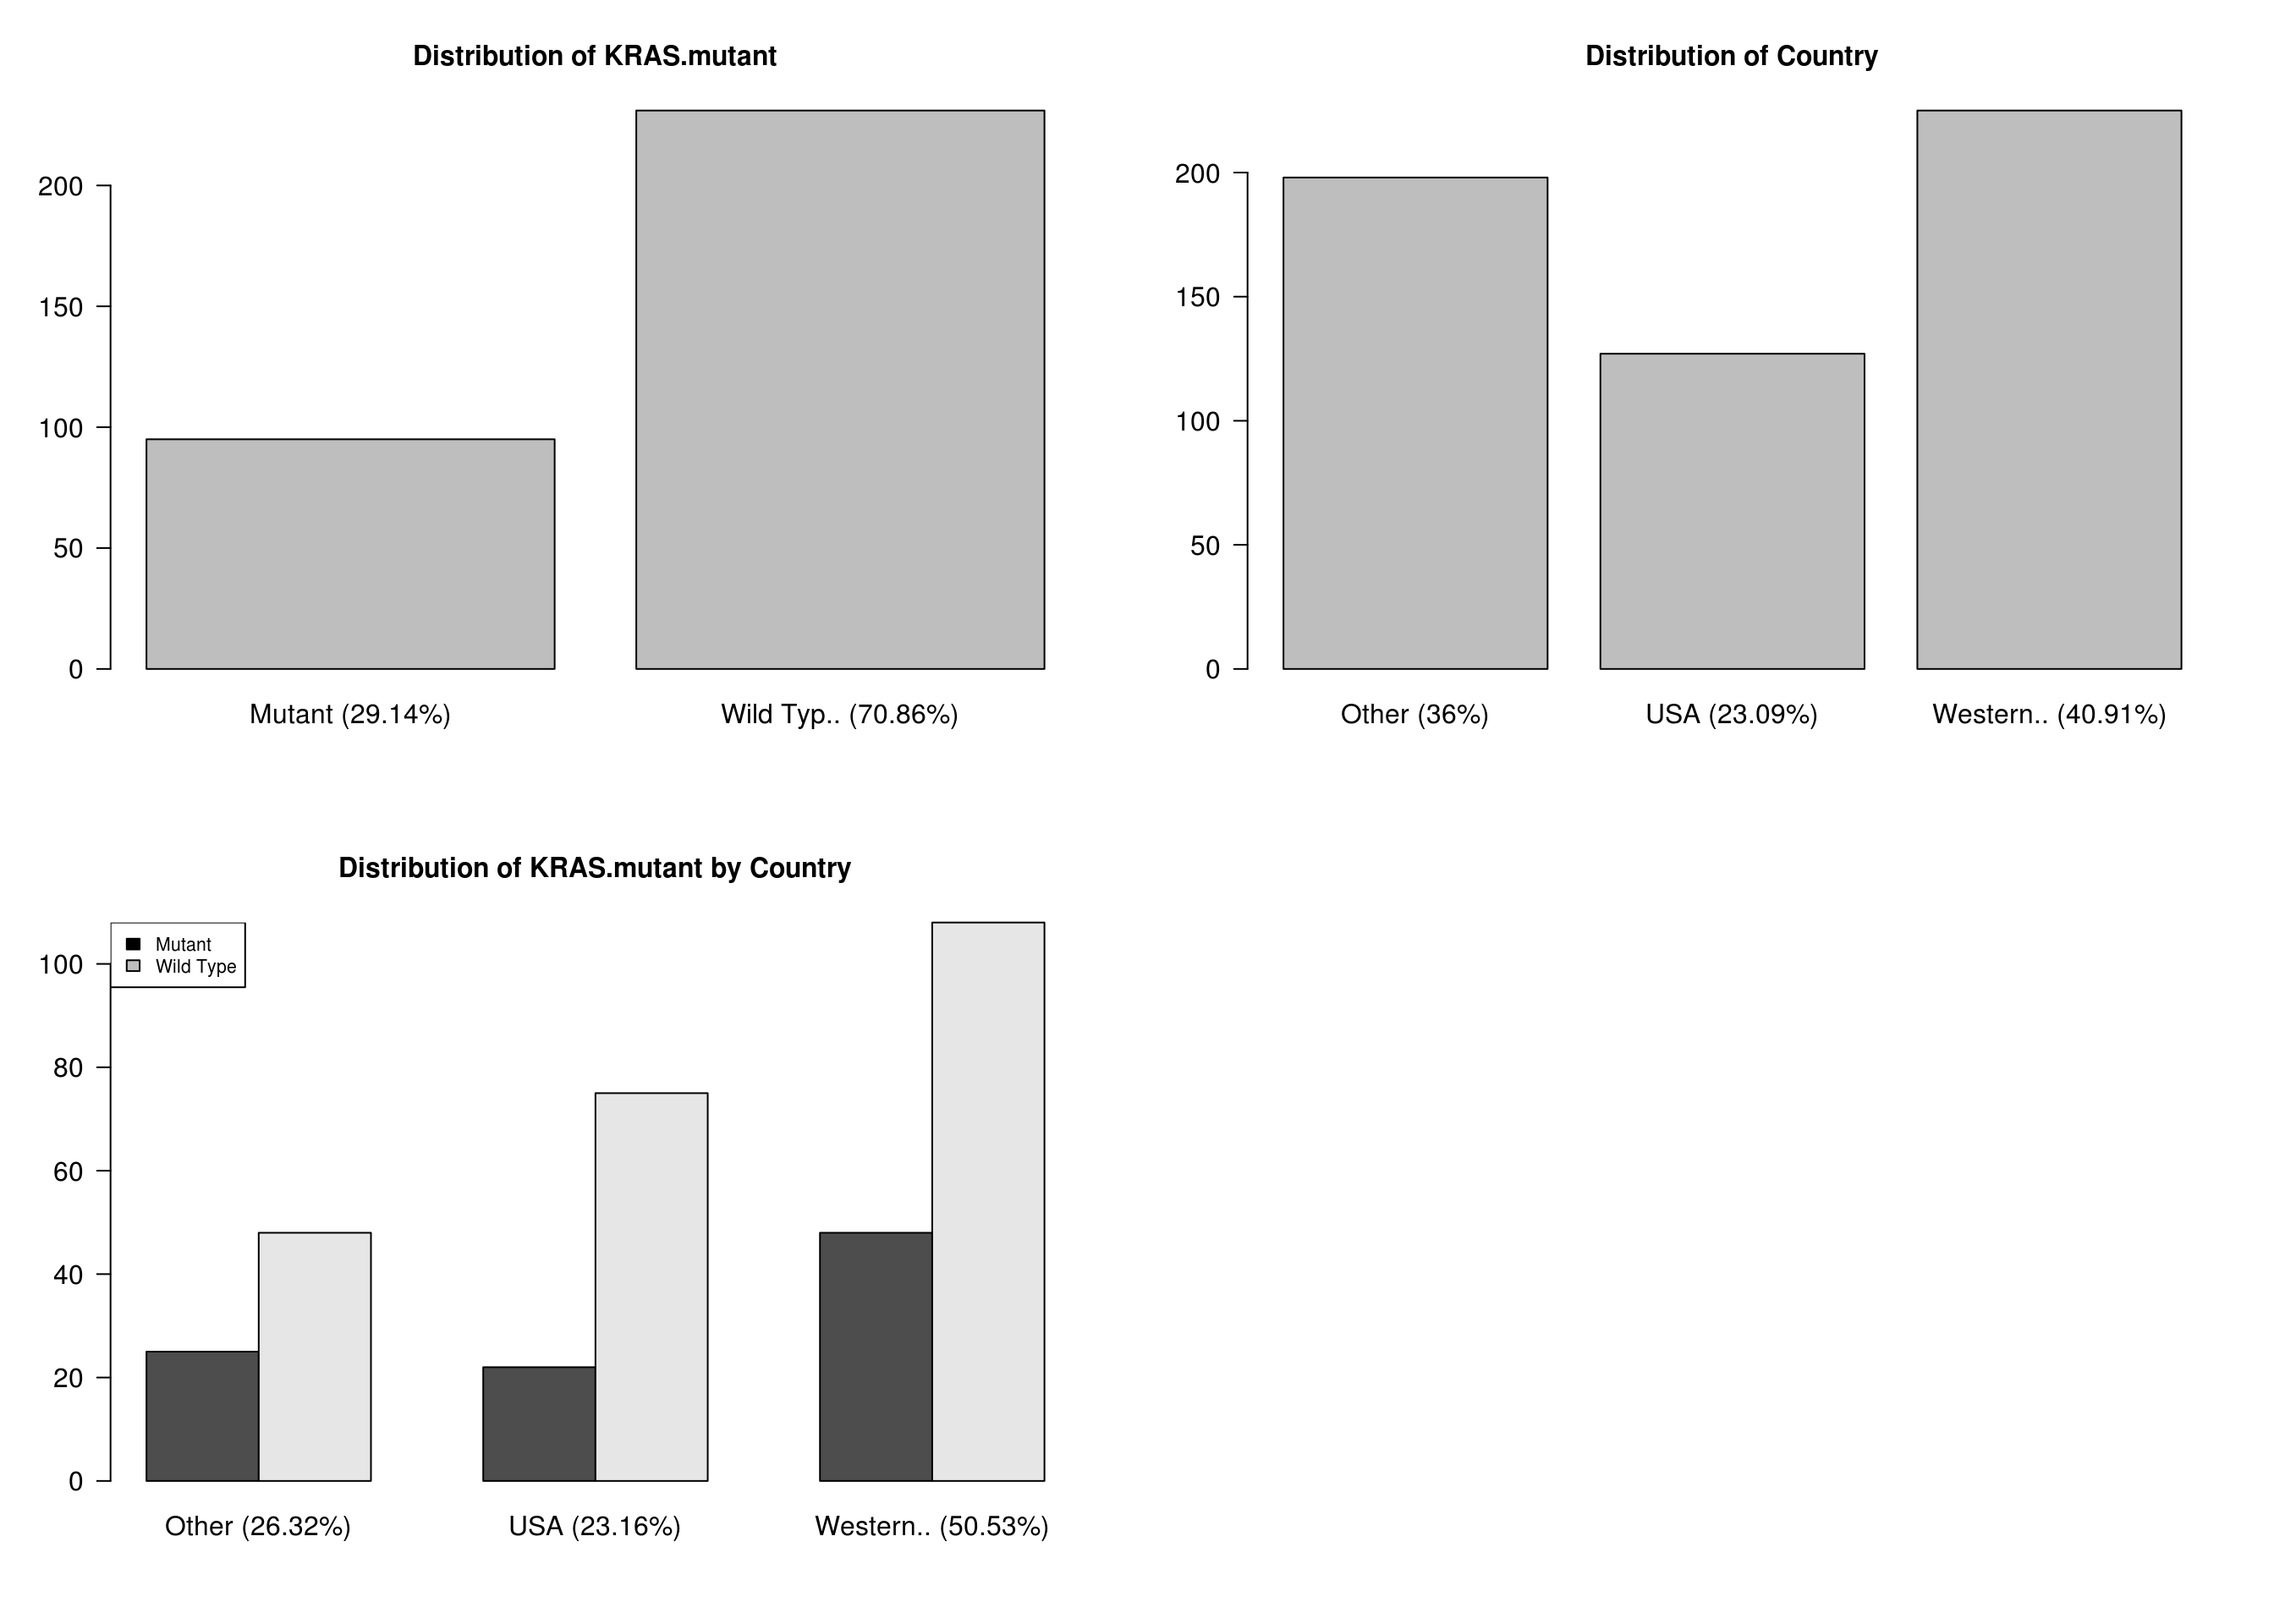 Distribution of KRAS.mutant
200
150
100
50
0
Mutant (29.14%)
Wild Typ.. (70.86%)
Distribution of Country
200
150
100
50
0
Other (36%)
USA (23.09%)
Western.. (40.91%)
Distribution of KRAS.mutant by Country
Mutant
Wild Type
100
80
60
40
20
0
Other (26.32%)
USA (23.16%)
Western.. (50.53%)